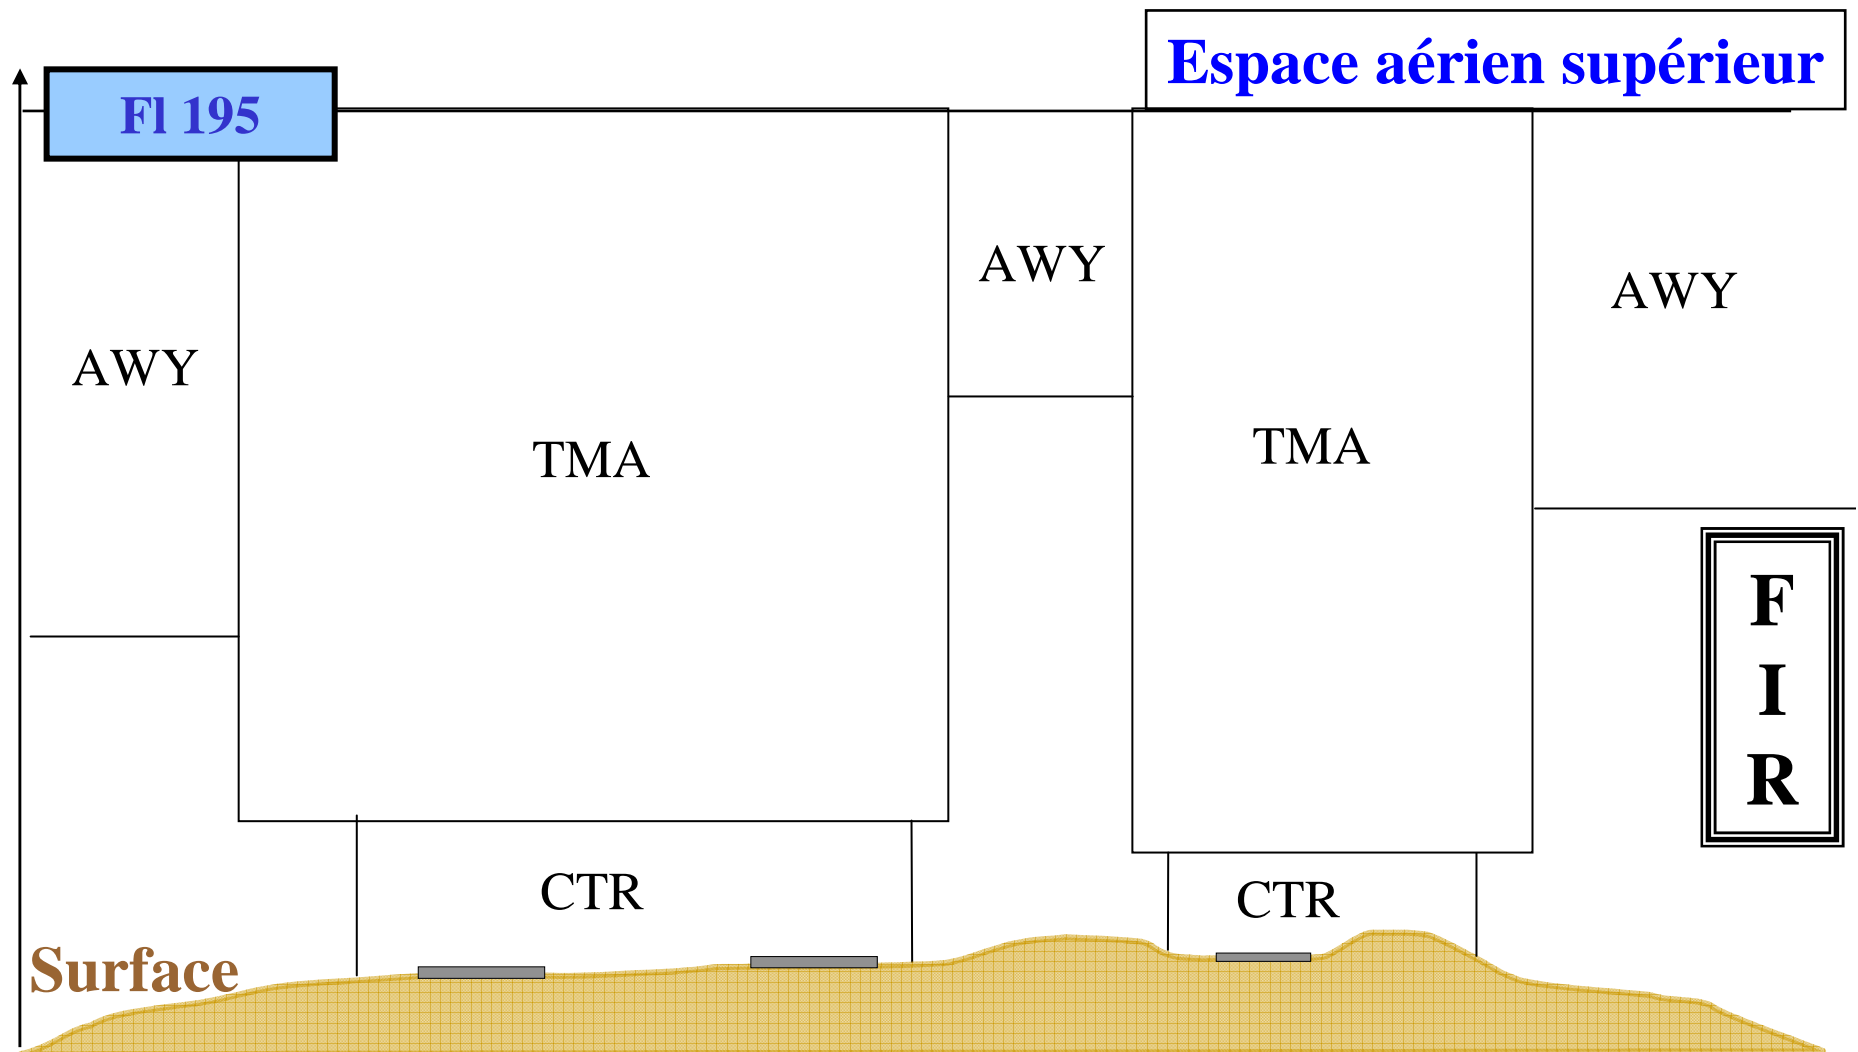 Espace aérien supérieur
Fl 195
AWY
AWY
AWY
TMA
TMA
F
I
R
CTR
CTR
Surface